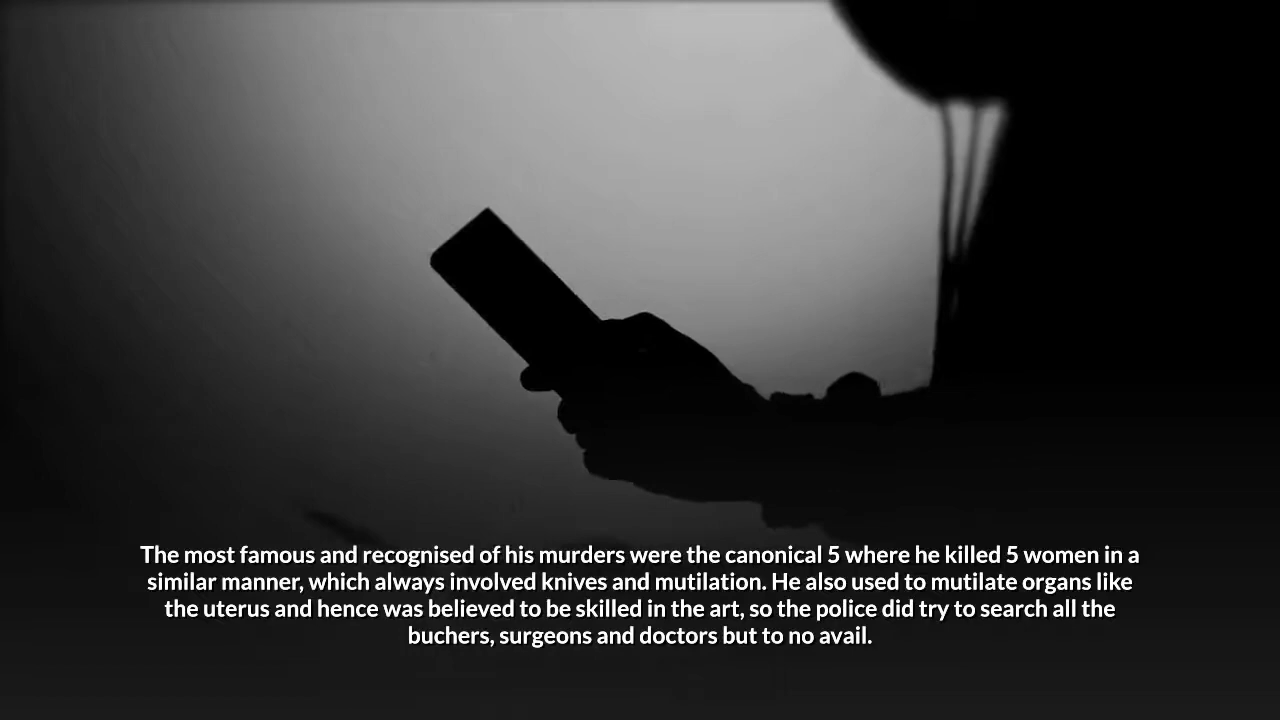 The most famous and recognised of his murders were the canonical 5 where he killed 5 women in a
similar manner, which always involved knives and mutilation. He also used to mutilate organs like
the uterus and hence was believed to be skilled in the art, so the police did try to search all the
buchers, surgeons and doctors but to no avail.